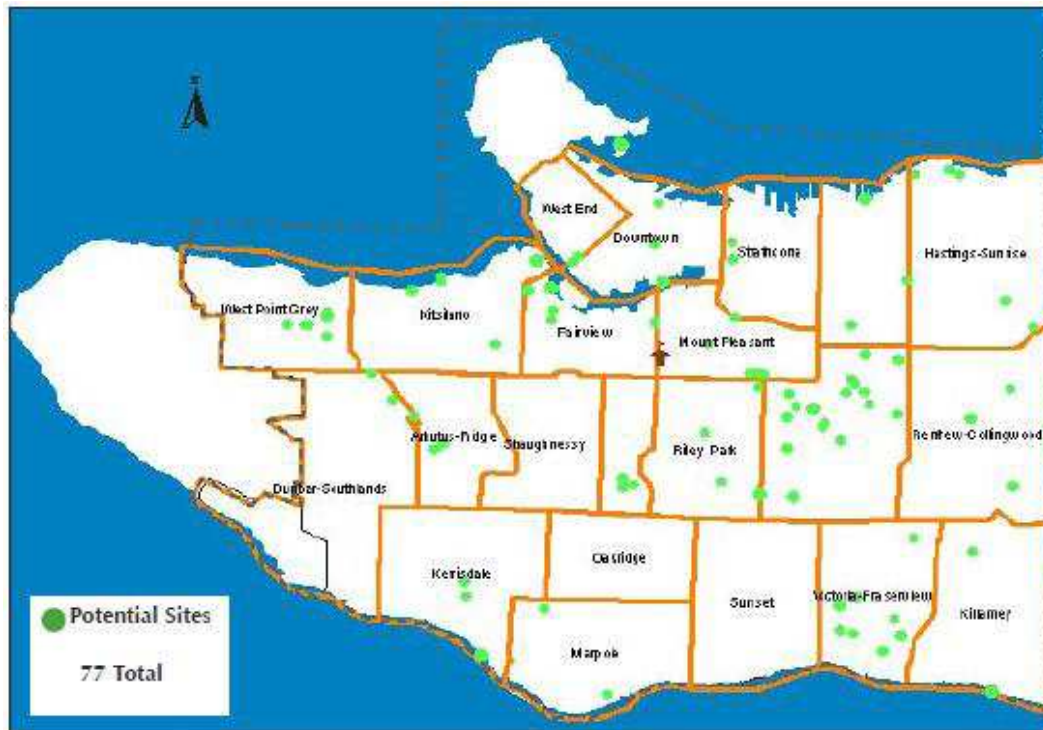 West End
Downtown
Strathcona
Hastings-Sunrise
West Point Grey
Kitsilano
Fairview
Mount Pleasant
Arbutus-Ridge
Shaughnessy
Riley Park
Renfrew-Collingwood
Dunbar-Southlands
Kerrisdale
Oakridge
Sunset
Victoria-Fraserview
Killarney
Marpole
Potential Sites
77 Total